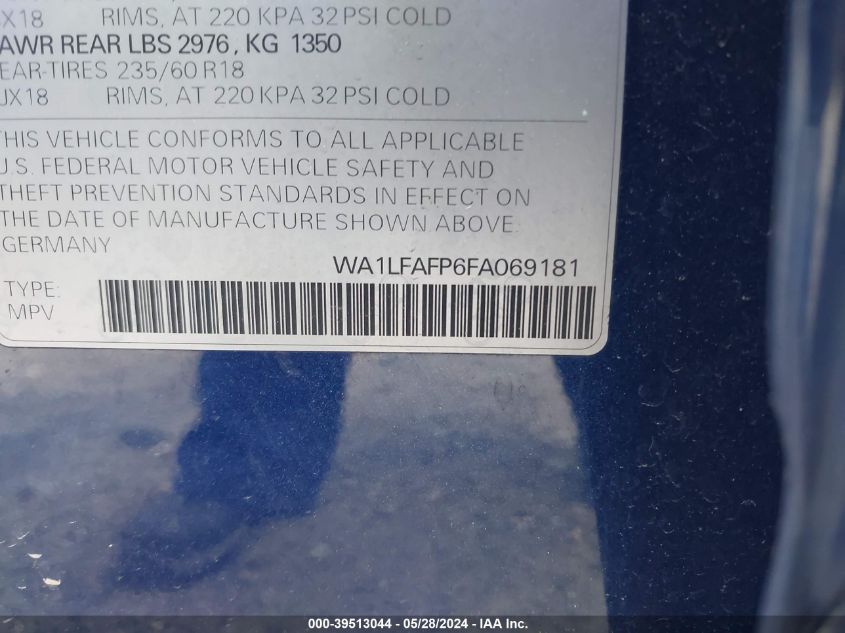 X18 RIMS, AT 220 KPA 32 PSI COLD
AWR REAR LBS 2976, KG 1350
EAR-TIRES 235/60 R18
JX18 RIMS, AT 220 KPA 32 PSI COLD
THIS VEHICLE CONFORMS TO ALL APPLICABLE
U.S. FEDERAL MOTOR VEHICLE SAFETY AND
THEFT PREVENTION STANDARDS IN EFFECT ON
THE DATE OF MANUFACTURE SHOWN ABOVE.
GERMANY
WA1LFAFP6FA069181
TYPE:
MPV
000-39513044 - 05/28/2024 - IAA Inc.